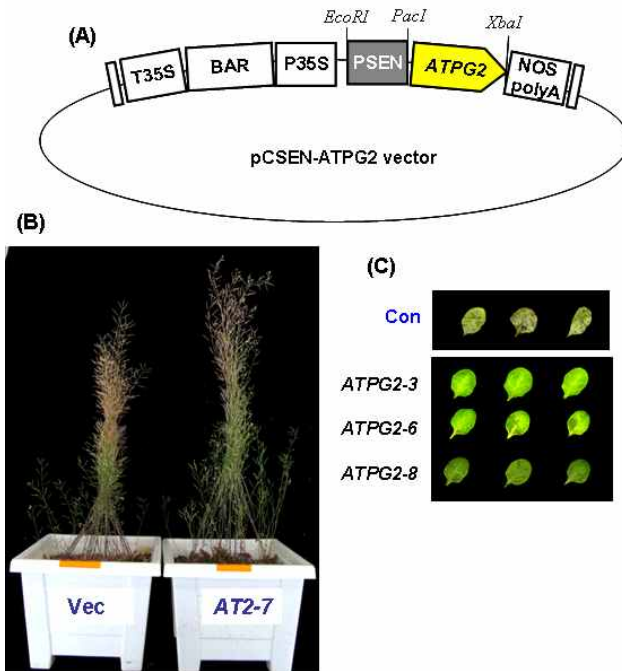 (A)
EcoRI PacI XbaI
T35S BAR P35S PSEN ATPG2 NOS polyA
pCSEN-ATPG2 vector
(B)
Vec AT2-7
(C)
Con
ATPG2-3
ATPG2-6
ATPG2-8